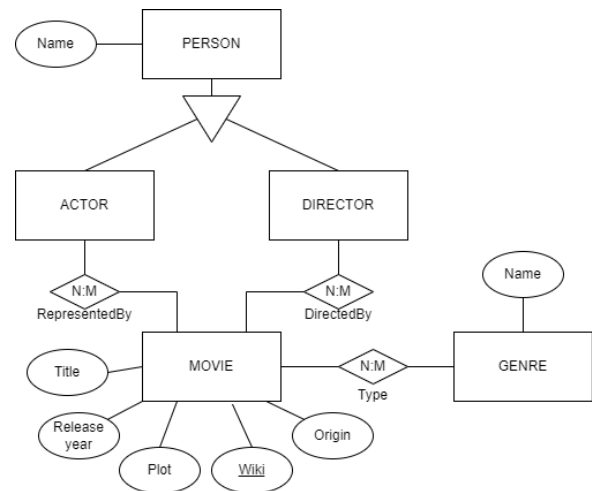 Name
PERSON
ACTOR
DIRECTOR
N:M
RepresentedBy
N:M
DirectedBy
Name
Title
MOVIE
N:M
Type
GENRE
Release
year
Plot
Wiki
Origin